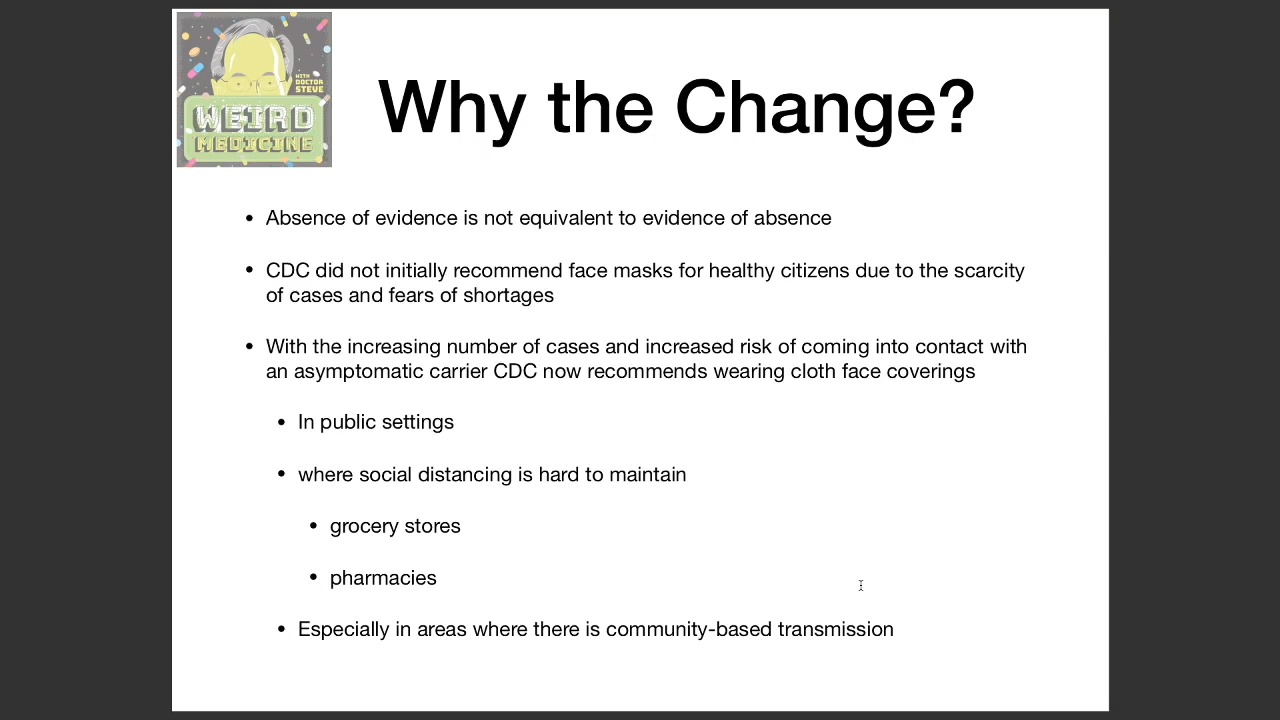 WITH
DOCTOR
STEVE
WEIRD
MEDICINE
Why the Change?
• Absence of evidence is not equivalent to evidence of absence
• CDC did not initially recommend face masks for healthy citizens due to the scarcity
of cases and fears of shortages
• With the increasing number of cases and increased risk of coming into contact with
an asymptomatic carrier CDC now recommends wearing cloth face coverings
• In public settings
• where social distancing is hard to maintain
• grocery stores
• pharmacies
• Especially in areas where there is community-based transmission